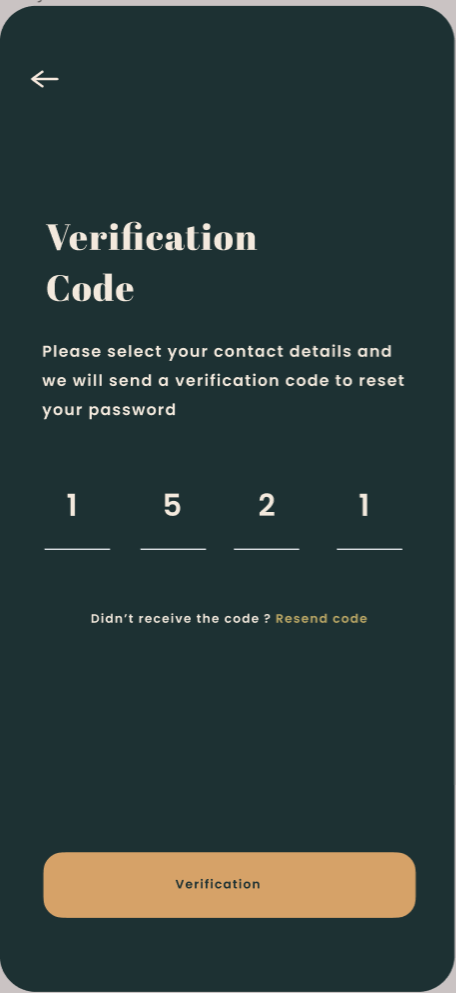 Verification
Code
Please select your contact details and
we will send a verification code to reset
your password
1 5 2 1
Didn’t receive the code ? Resend code
Verification